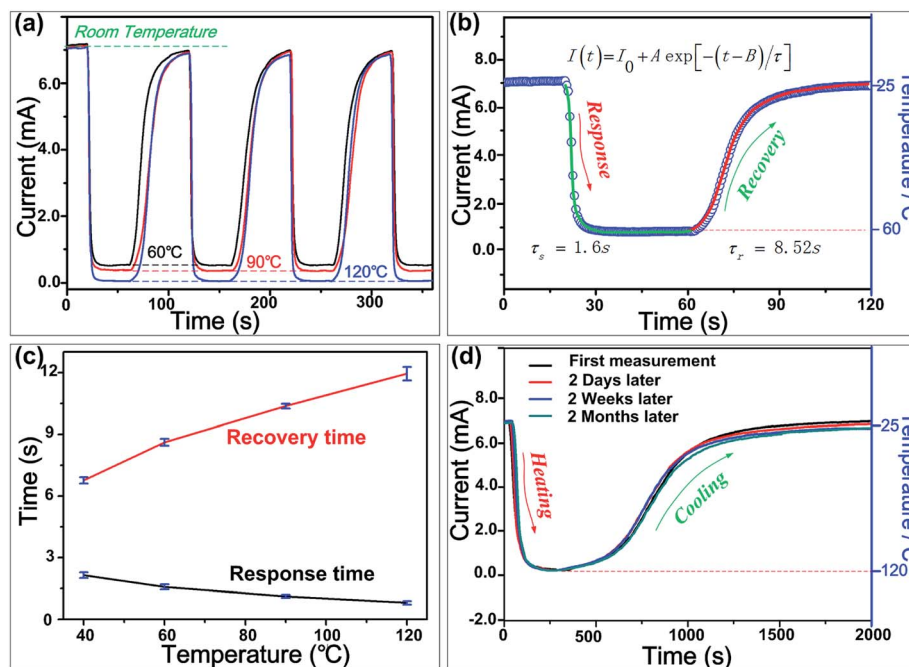 (a)
Room Temperature
Current (mA)
6.0
4.0
2.0
0.0
60℃
90℃
120℃
0
100
200
300
Time (s)
(b)
I(t)=I0+A exp[-(t-B)/τ]
Current (mA)
8.0
6.0
4.0
2.0
0.0
Response
Recovery
τs = 1.6s
τr = 8.52s
0
30
60
90
120
Time (s)
25
60
Temperature / C
(c)
Time (s)
12
9
6
3
0
Recovery time
Response time
40
60
80
100
120
Temperature (℃)
(d)
First measurement
2 Days later
2 Weeks later
2 Months later
Current (mA)
8.0
6.0
4.0
2.0
0.0
-2.0
Heating
Cooling
0
500
1000
1500
2000
Time (s)
25
120
Temperature / C